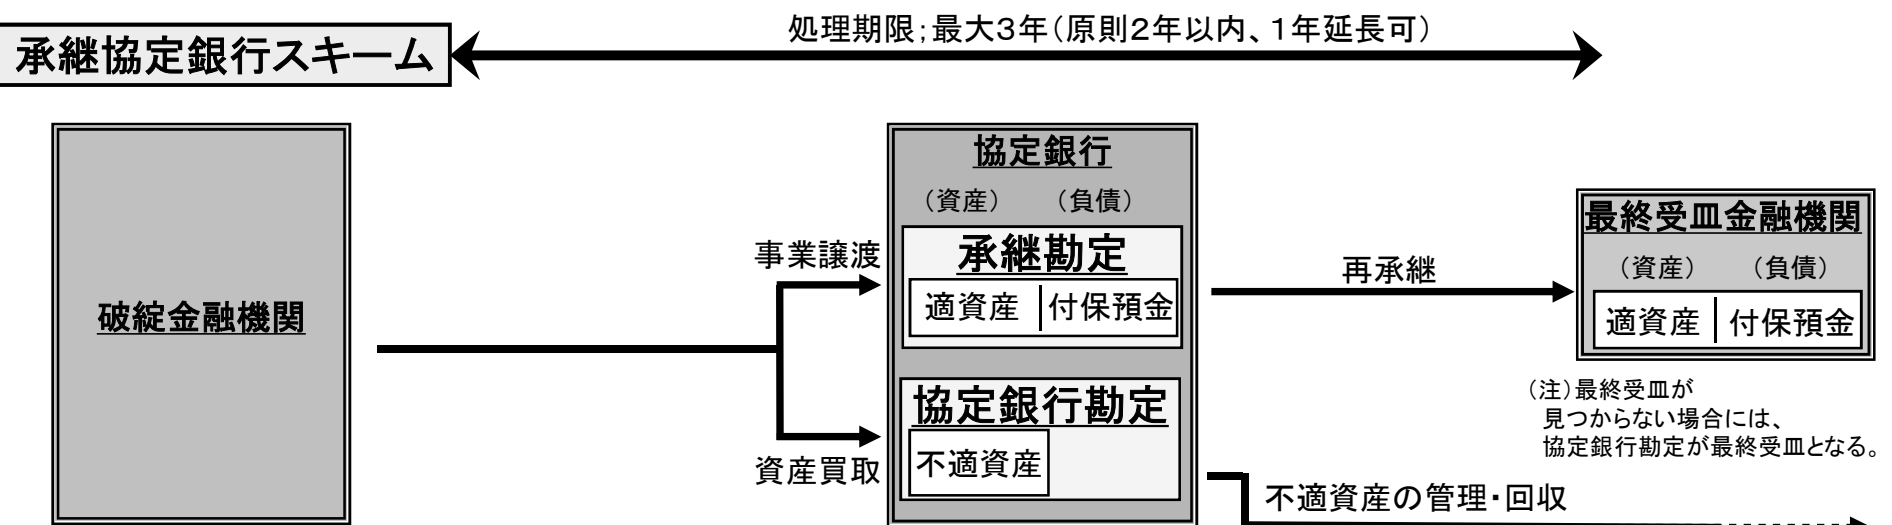 処理期限;最大3年(原則2年以内、1年延長可)
承継協定銀行スキーム
破綻金融機関
事業譲渡
資産買取
協定銀行
(資産) (負債)
承継勘定
適資産 付保預金
協定銀行勘定
不適資産
再承継
最終受皿金融機関
(資産) (負債)
適資産 付保預金
(注)最終受皿が
見つからない場合には、
協定銀行勘定が最終受皿となる。
不適資産の管理・回収